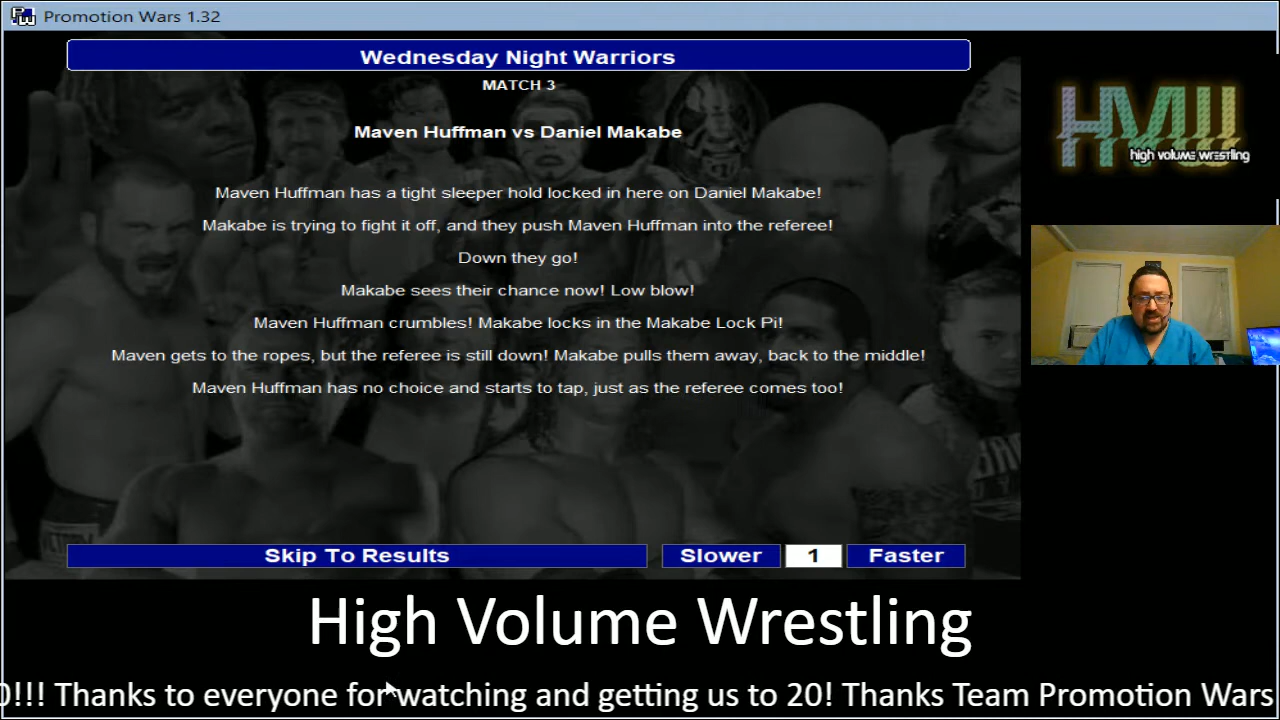 Promotion Wars 1.32
Wednesday Night Warriors
MATCH 3
Maven Huffman vs Daniel Makabe
HVW
high volume wrestling
Maven Huffman has a tight sleeper hold locked in here on Daniel Makabe!
Makabe is trying to fight it off, and they push Maven Huffman into the referee!
Down they go!
Makabe sees their chance now! Low blow!
Maven Huffman crumbles! Makabe locks in the Makabe Lock Pi!
Maven gets to the ropes, but the referee is still down! Makabe pulls them away, back to the middle!
Maven Huffman has no choice and starts to tap, just as the referee comes too!
Skip To Results
Slower
1
Faster
High Volume Wrestling
0!!! Thanks to everyone for watching and getting us to 20! Thanks Team Promotion Wars